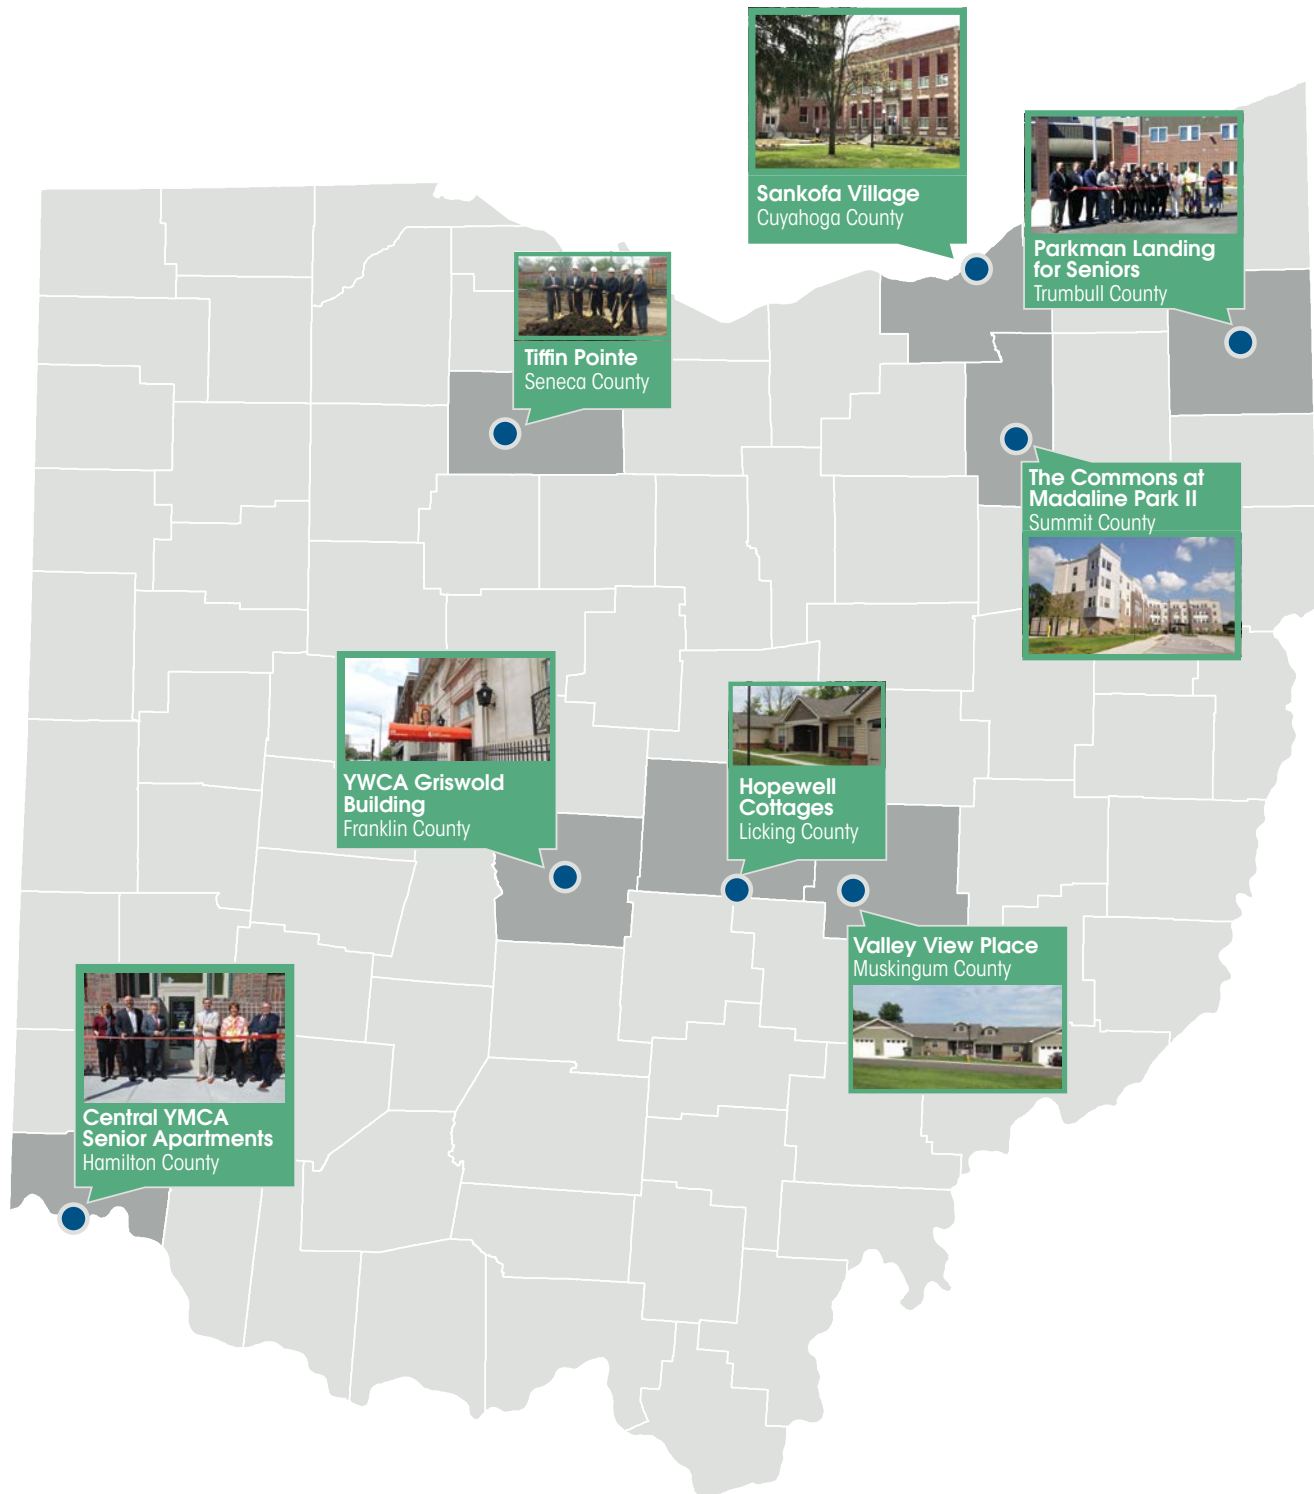 Sankofa Village
Cuyahoga County
Parkman Landing
for Seniors
Trumbull County
Tiffin Pointe
Seneca County
The Commons at
Madaline Park II
Summit County
YWCA Griswold
Building
Franklin County
Hopewell
Cottages
Licking County
Valley View Place
Muskingum County
Central YMCA
Senior Apartments
Hamilton County